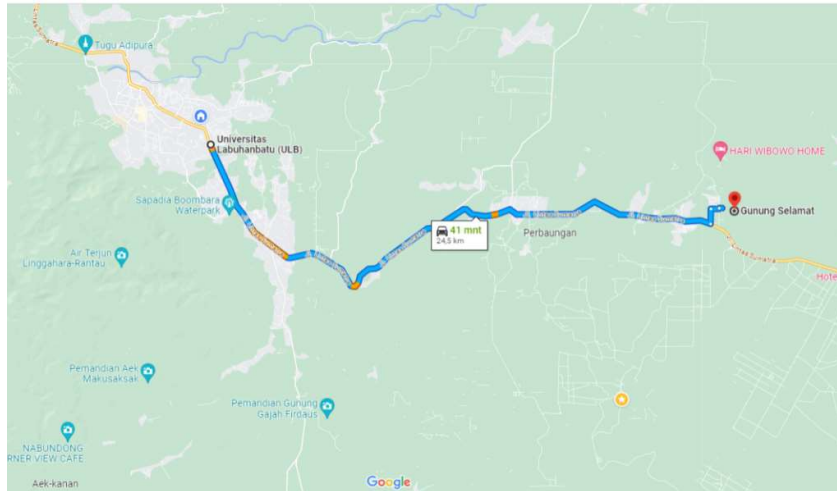 Tugu Adipura
Universitas
Labuhanbatu (ULB)
HARI WIBOWO HOME
Sapadia Boombara
Waterpark
Gunung Selamat
41 mnt
24,5 km
Perbaungan
Air Terjun
Linggahara-Rantau
Hote
Pemandian Aek
Makusaksak
Pemandian Gunung
Gajah Firdaus
NABUNDONG
RNER VIEW CAFE
Aek-kanan
Google